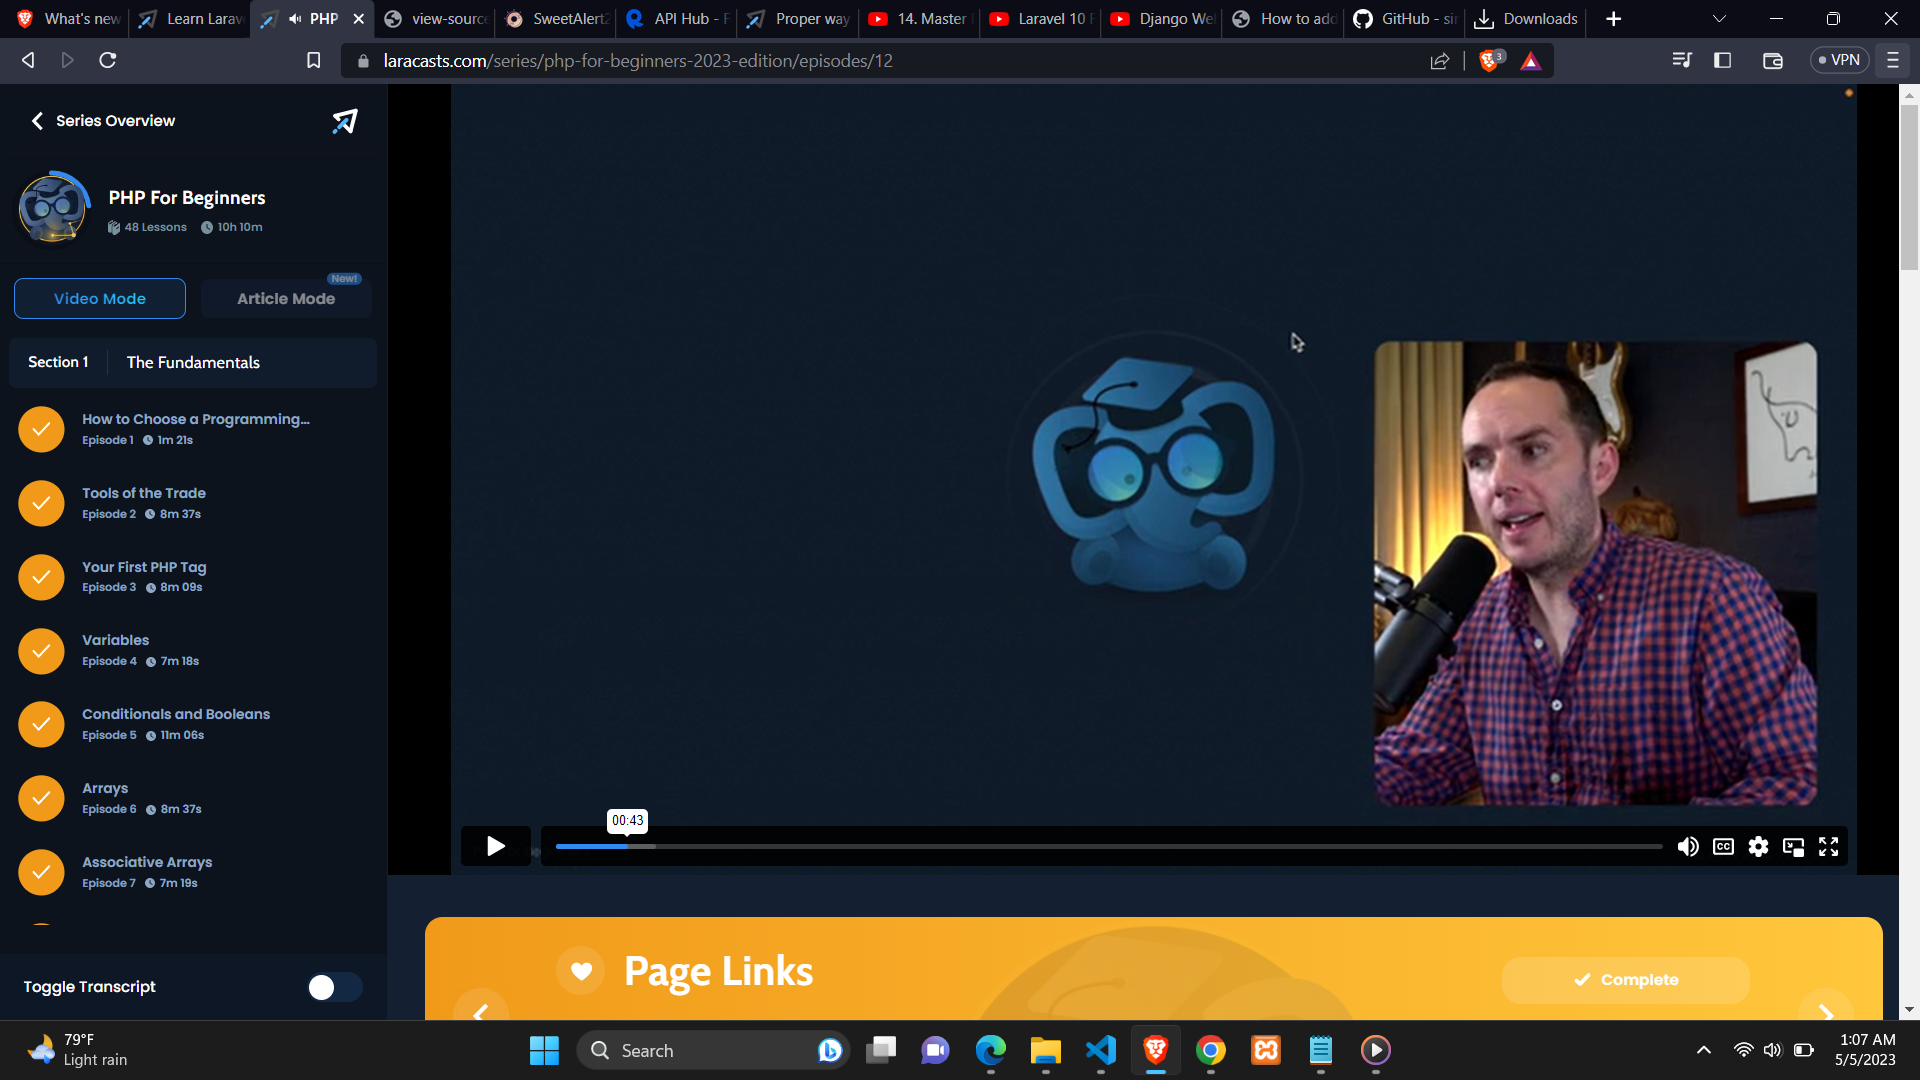 What's new
Learn Larav
PHP
view-sourc
SweetAlert2
API Hub - F
Proper way
14. Master
Laravel 10 F
Django We
How to add
GitHub - si
Downloads
laracasts.com/series/php-for-beginners-2023-edition/episodes/12
3
VPN
Series Overview
PHP For Beginners
48 Lessons 10h 10m
New!
Video Mode
Article Mode
Section 1 The Fundamentals
How to Choose a Programming...
Episode 1 1m 21s
Tools of the Trade
Episode 2 8m 37s
Your First PHP Tag
Episode 3 8m 09s
Variables
Episode 4 7m 18s
Conditionals and Booleans
Episode 5 11m 06s
Arrays
Episode 6 8m 37s
Associative Arrays
Episode 7 7m 19s
Toggle Transcript
00:43
CC
Page Links
Complete
79°F
Light rain
Search
1:07 AM
5/5/2023